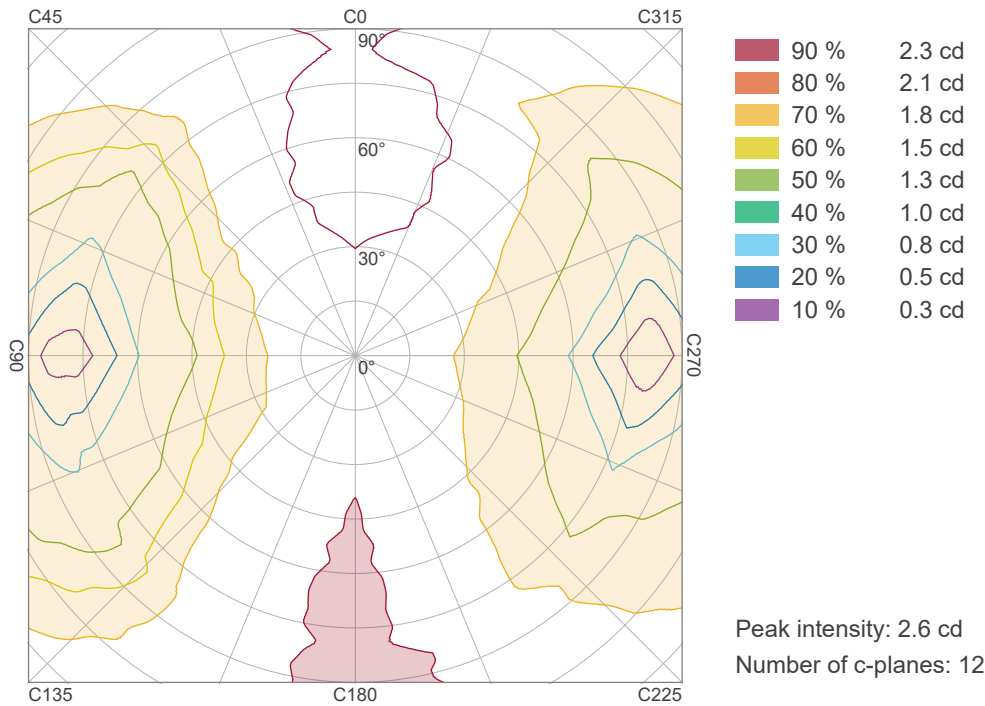 C45 C0 C315
90°
60°
30°
0°
C90
C270
C135 C180 C225
90 % 2.3 cd
80 % 2.1 cd
70 % 1.8 cd
60 % 1.5 cd
50 % 1.3 cd
40 % 1.0 cd
30 % 0.8 cd
20 % 0.5 cd
10 % 0.3 cd
Peak intensity: 2.6 cd
Number of c-planes: 12